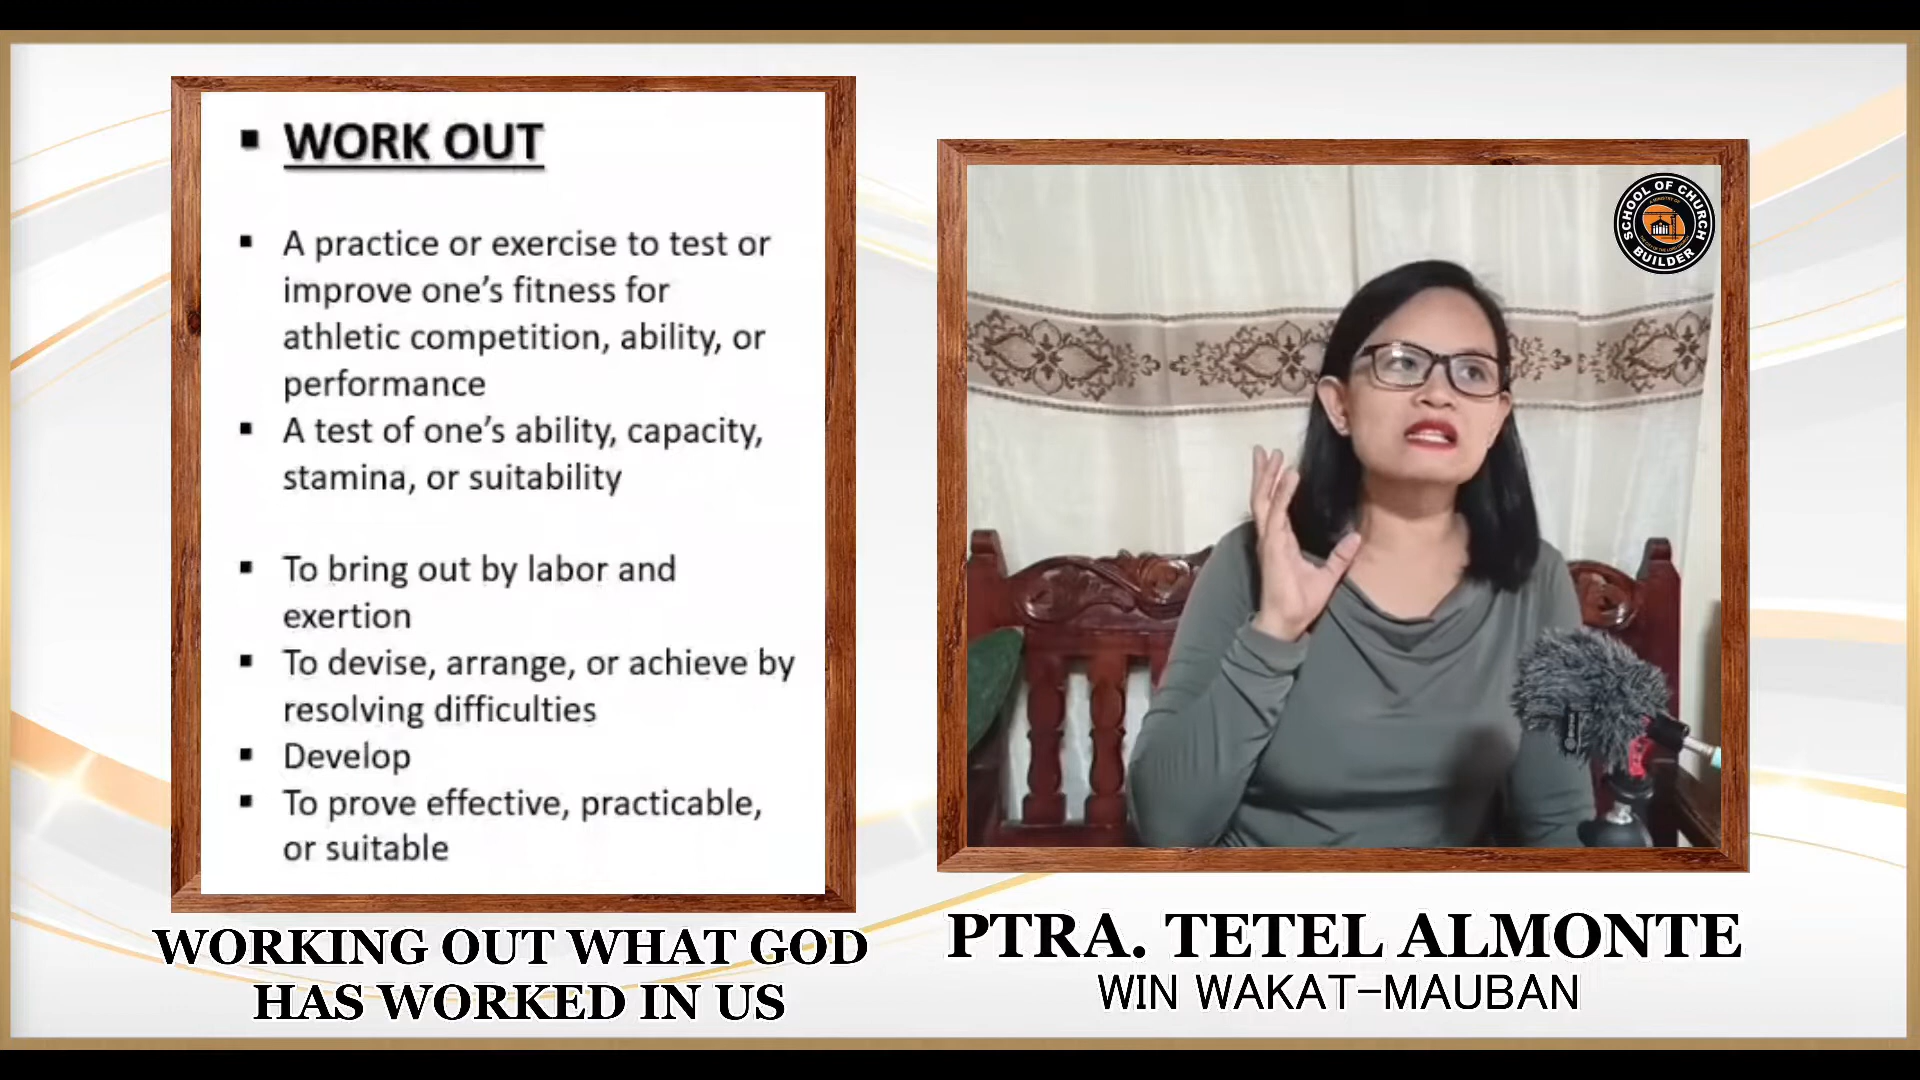 WORK OUT
A practice or exercise to test or
improve one’s fitness for
athletic competition, ability, or
performance
A test of one’s ability, capacity,
stamina, or suitability
To bring out by labor and
exertion
To devise, arrange, or achieve by
resolving difficulties
Develop
To prove effective, practicable,
or suitable
WORKING OUT WHAT GOD
HAS WORKED IN US
SCHOOL OF CHURCH
BUILDER
PTRA. TETEL ALMONTE
WIN WAKAT-MAUBAN